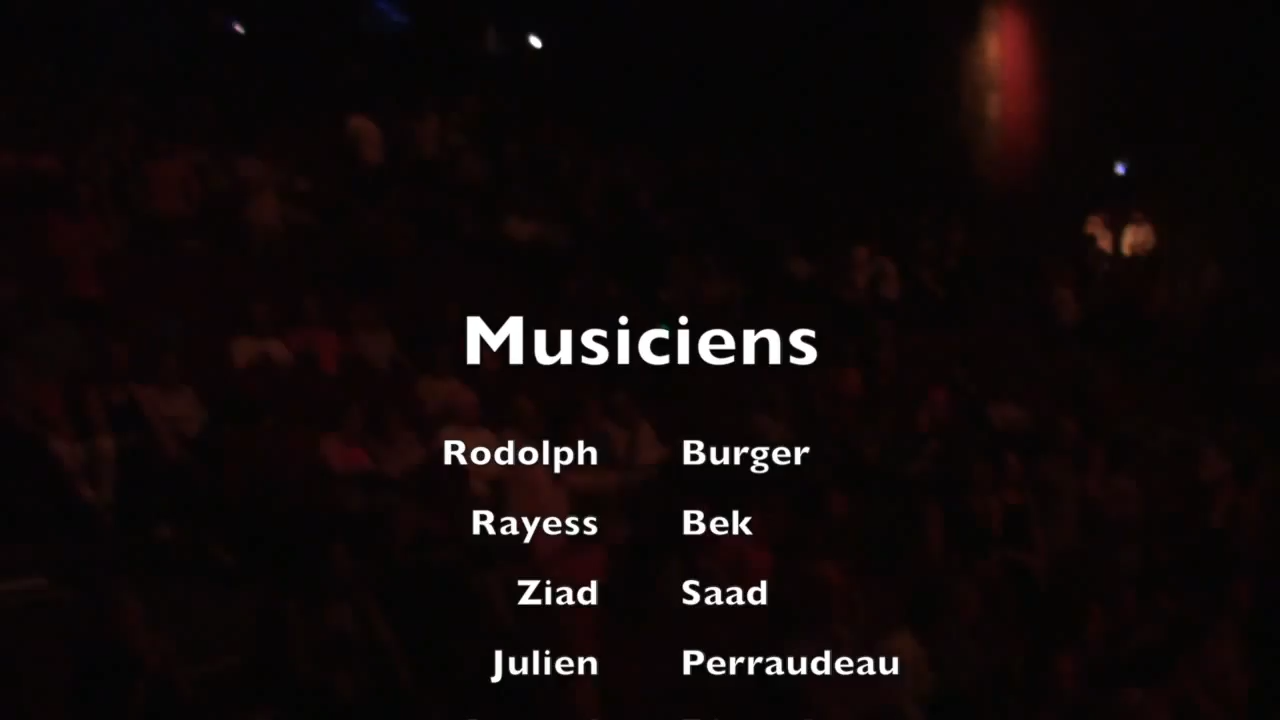 Musiciens
Rodolph Burger
Rayess Bek
Ziad Saad
Julien Perraudeau